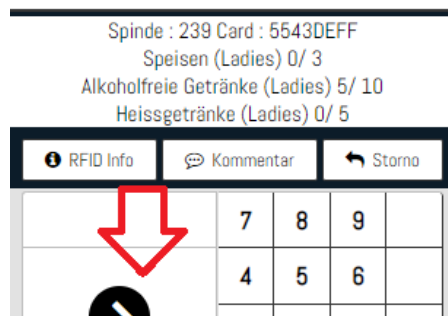 Spinde : 239 Card : 5543DEFF
Speisen (Ladies) 0/ 3
Alkoholfreie Getränke (Ladies) 5/ 10
Heissgetränke (Ladies) 0/ 5
RFID Info Kommentar Storno
7 8 9
4 5 6